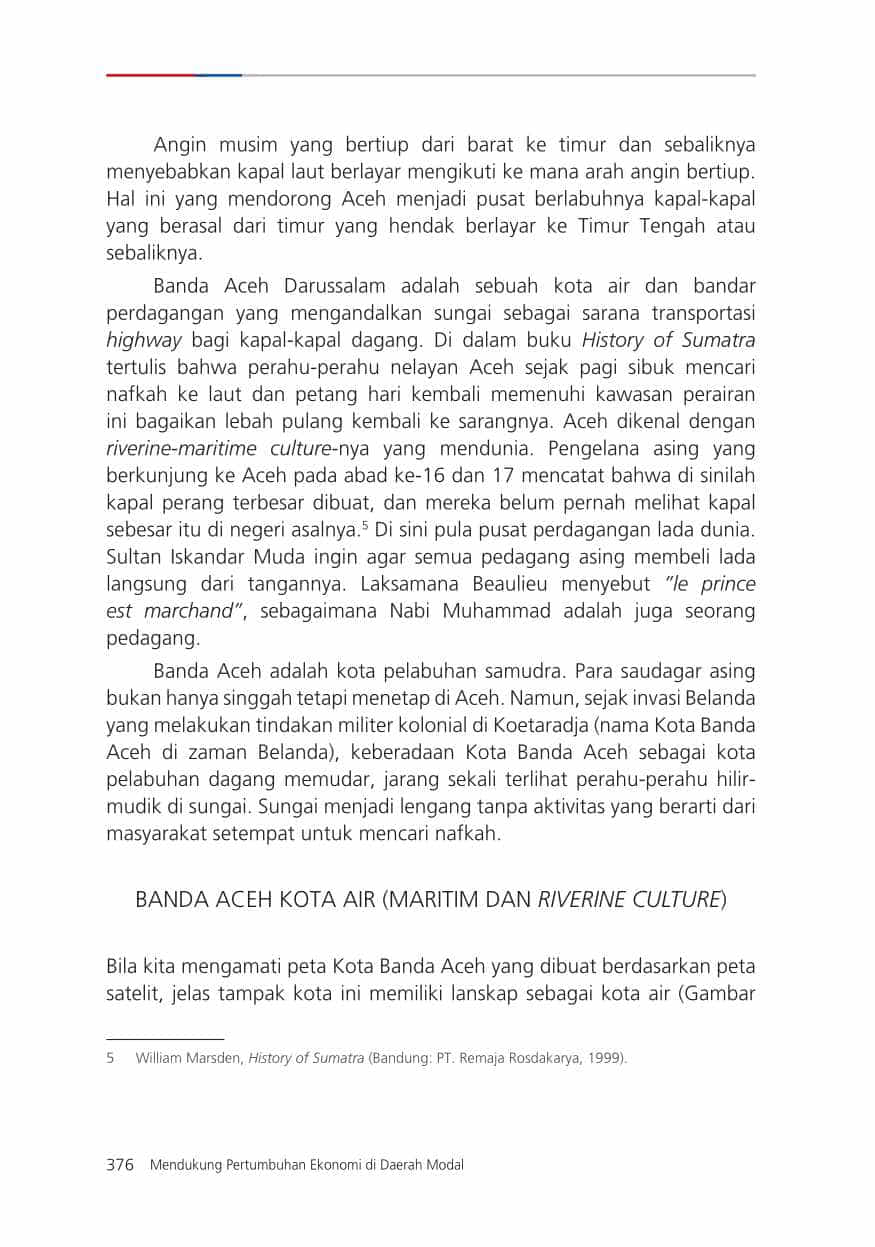 Angin musim yang bertiup dari barat ke timur dan sebaliknya
menyebabkan kapal laut berlayar mengikuti ke mana arah angin bertiup.
Hal ini yang mendorong Aceh menjadi pusat berlabuhnya kapal-kapal
yang berasal dari timur yang hendak berlayar ke Timur Tengah atau
sebaliknya.
Banda Aceh Darussalam adalah sebuah kota air dan bandar
perdagangan yang mengandalkan sungai sebagai sarana transportasi
highway bagi kapal-kapal dagang. Di dalam buku History of Sumatra
tertulis bahwa perahu-perahu nelayan Aceh sejak pagi sibuk mencari
nafkah ke laut dan petang hari kembali memenuhi kawasan perairan
ini bagaikan lebah pulang kembali ke sarangnya. Aceh dikenal dengan
riverine-maritime culture-nya yang mendunia. Pengelana asing yang
berkunjung ke Aceh pada abad ke-16 dan 17 mencatat bahwa di sinilah
kapal perang terbesar dibuat, dan mereka belum pernah melihat kapal
sebesar itu di negeri asalnya.⁵ Di sini pula pusat perdagangan lada dunia.
Sultan Iskandar Muda ingin agar semua pedagang asing membeli lada
langsung dari tangannya. Laksamana Beaulieu menyebut ”le prince
est marchand”, sebagaimana Nabi Muhammad adalah juga seorang
pedagang.
Banda Aceh adalah kota pelabuhan samudra. Para saudagar asing
bukan hanya singgah tetapi menetap di Aceh. Namun, sejak invasi Belanda
yang melakukan tindakan militer kolonial di Koetaradja (nama Kota Banda
Aceh di zaman Belanda), keberadaan Kota Banda Aceh sebagai kota
pelabuhan dagang memudar, jarang sekali terlihat perahu-perahu hilir-
mudik di sungai. Sungai menjadi lengang tanpa aktivitas yang berarti dari
masyarakat setempat untuk mencari nafkah.
BANDA ACEH KOTA AIR (MARITIM DAN RIVERINE CULTURE)
Bila kita mengamati peta Kota Banda Aceh yang dibuat berdasarkan peta
satelit, jelas tampak kota ini memiliki lanskap sebagai kota air (Gambar
5 William Marsden, History of Sumatra (Bandung: PT. Remaja Rosdakarya, 1999).
376 Mendukung Pertumbuhan Ekonomi di Daerah Modal